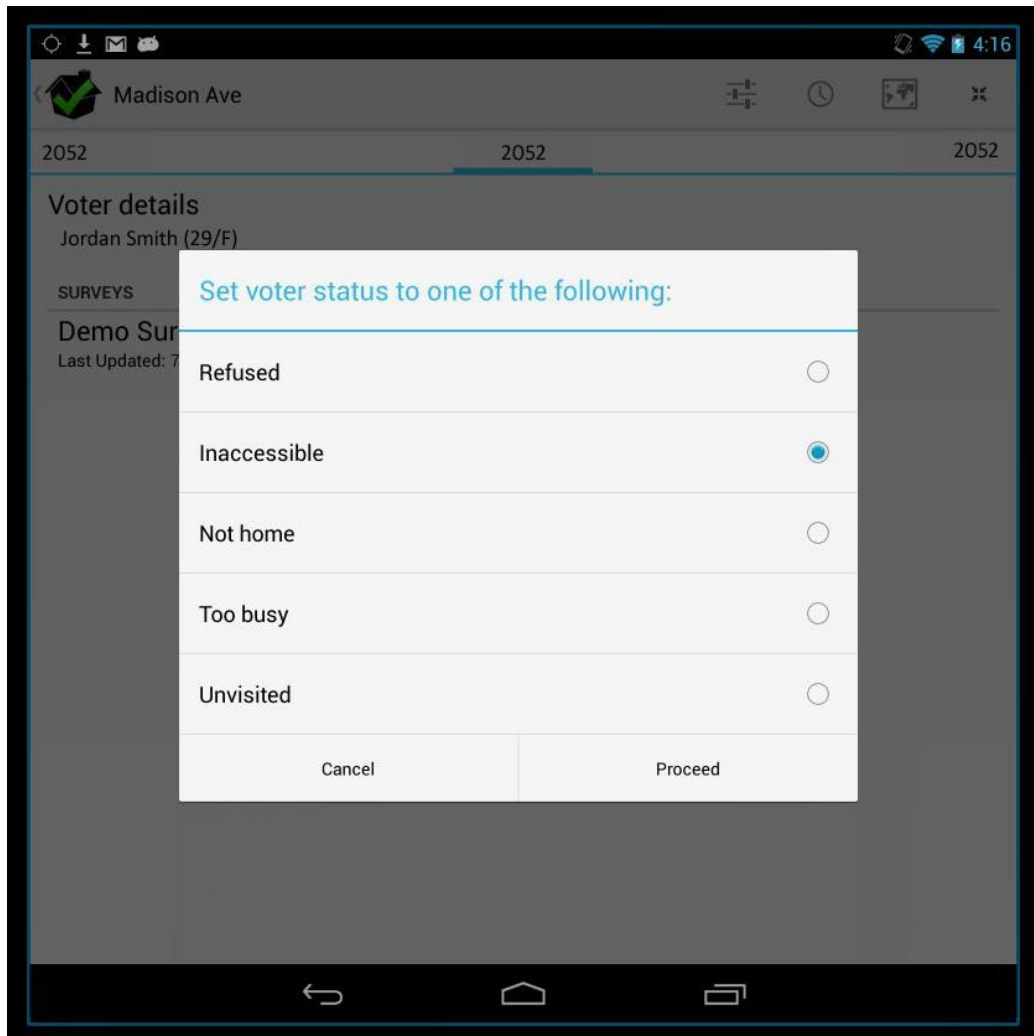 4:16
Madison Ave
2052 2052 2052
Voter details
Jordan Smith (29/F)
SURVEYS
Demo Sur
Last Updated: 7
Set voter status to one of the following:
Refused
Inaccessible
Not home
Too busy
Unvisited
Cancel Proceed